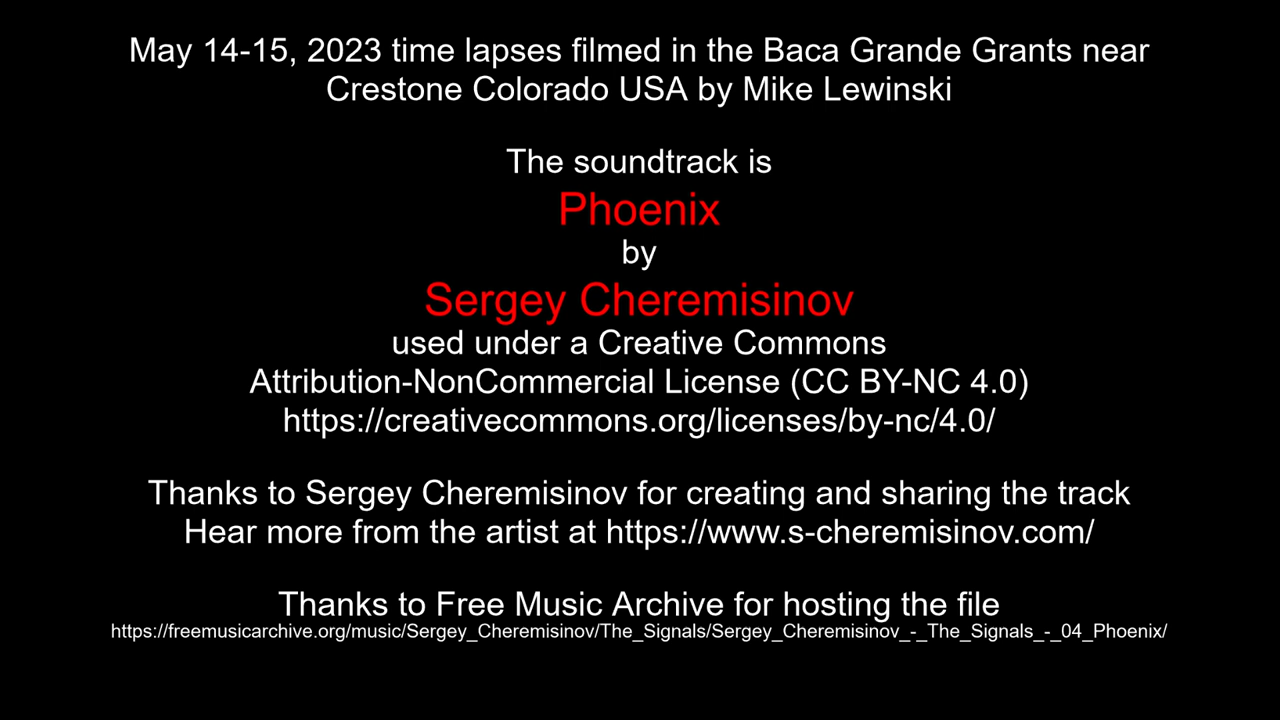 May 14-15, 2023 time lapses filmed in the Baca Grande Grants near
Crestone Colorado USA by Mike Lewinski
The soundtrack is
Phoenix
by
Sergey Cheremisinov
used under a Creative Commons
Attribution-NonCommercial License (CC BY-NC 4.0)
https://creativecommons.org/licenses/by-nc/4.0/
Thanks to Sergey Cheremisinov for creating and sharing the track
Hear more from the artist at https://www.s-cheremisinov.com/
Thanks to Free Music Archive for hosting the file
https://freemusicarchive.org/music/Sergey_Cheremisinov/The_Signals/Sergey_Cheremisinov_-_The_Signals_-_04_Phoenix/